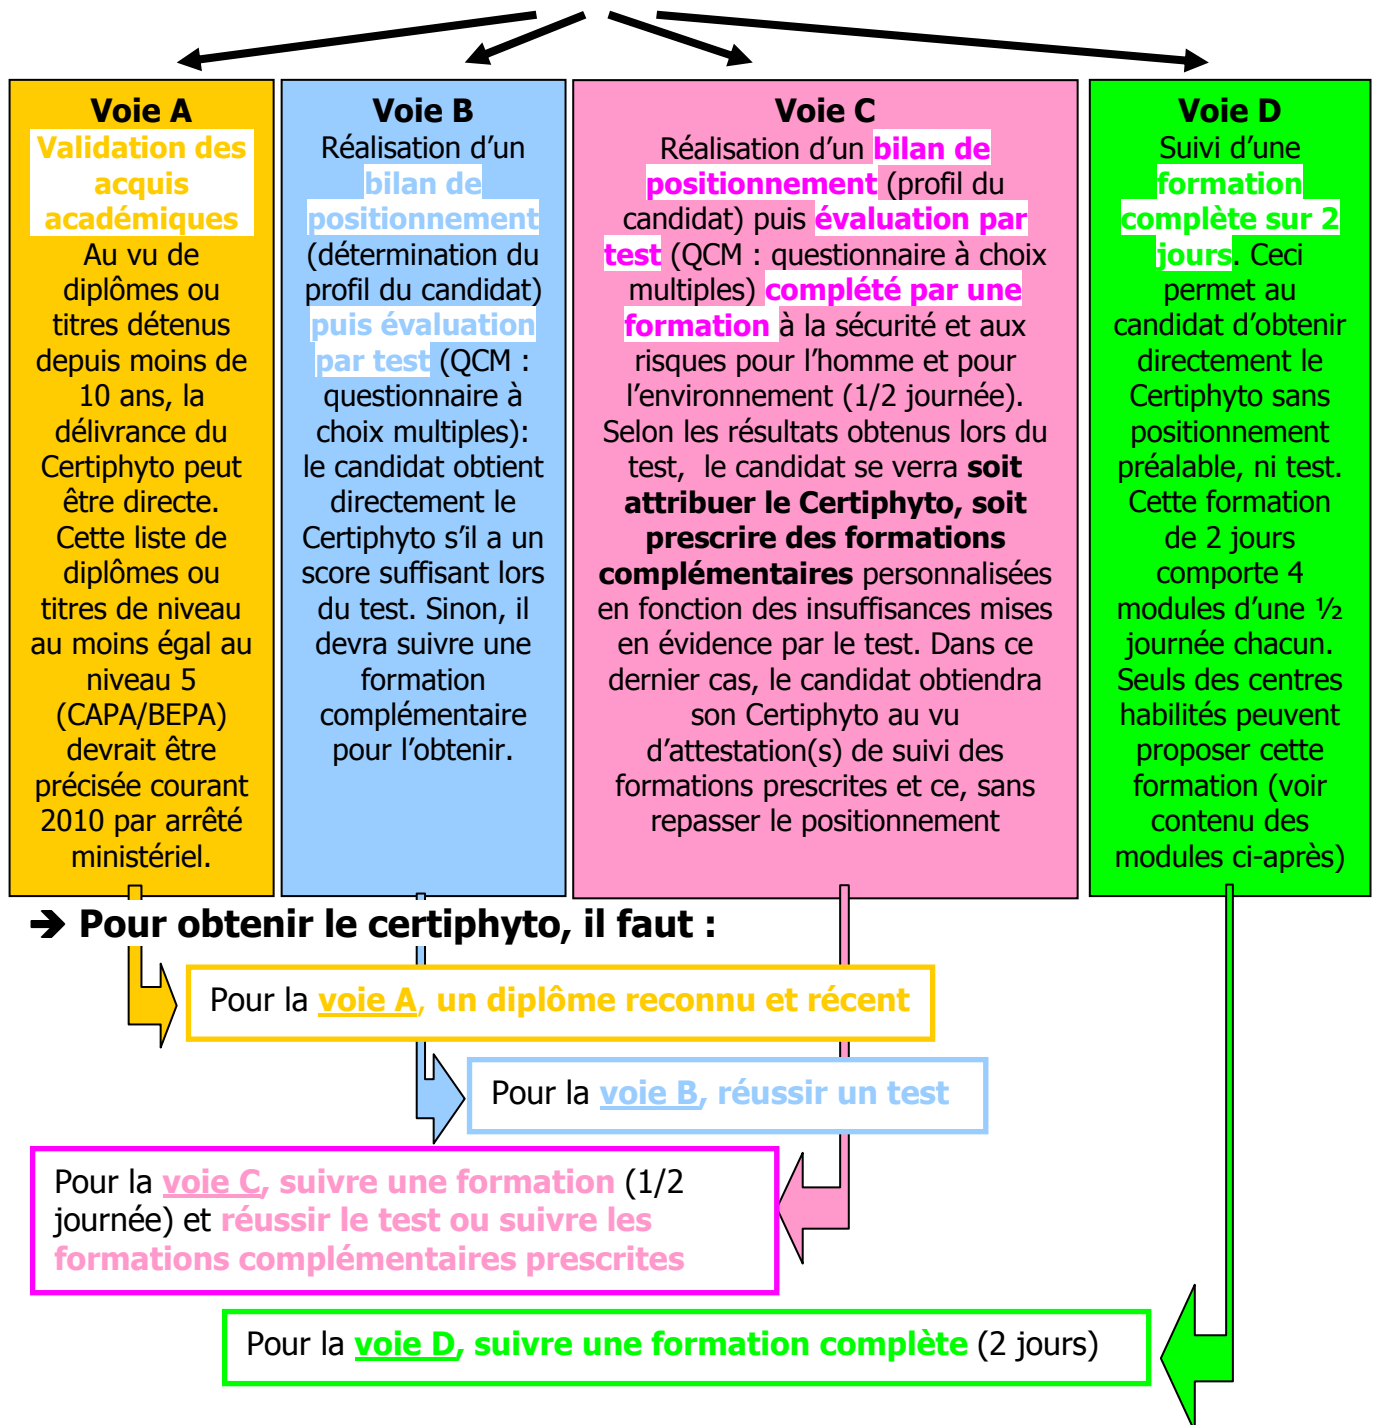 Voie A
Validation des
acquis
académiques
Au vu de
diplômes ou
titres détenus
depuis moins de
10 ans, la
délivrance du
Certiphyto peut
être directe.
Cette liste de
diplômes ou
titres de niveau
au moins égal au
niveau 5
(CAPA/BEPA)
devrait être
précisée courant
2010 par arrêté
ministériel.
Voie B
Réalisation d’un
bilan de
positionnement
(détermination du
profil du candidat)
puis évaluation
par test (QCM :
questionnaire à
choix multiples):
le candidat obtient
directement le
Certiphyto s’il a un
score suffisant lors
du test. Sinon, il
devra suivre une
formation
complémentaire
pour l’obtenir.
Voie C
Réalisation d’un bilan de
positionnement (profil du
candidat) puis évaluation par
test (QCM : questionnaire à choix
multiples) complété par une
formation à la sécurité et aux
risques pour l’homme et pour
l’environnement (1/2 journée).
Selon les résultats obtenus lors du
test, le candidat se verra soit
attribuer le Certiphyto, soit
prescrire des formations
complémentaires personnalisées
en fonction des insuffisances mises
en évidence par le test. Dans ce
dernier cas, le candidat obtiendra
son Certiphyto au vu
d’attestation(s) de suivi des
formations prescrites et ce, sans
repasser le positionnement
Voie D
Suivi d’une
formation
complète sur 2
jours. Ceci
permet au
candidat d’obtenir
directement le
Certiphyto sans
positionnement
préalable, ni test.
Cette formation
de 2 jours
comporte 4
modules d’une ½
journée chacun.
Seuls des centres
habilités peuvent
proposer cette
formation (voir
contenu des
modules ci-après)
➔ Pour obtenir le certiphyto, il faut :
Pour la voie A, un diplôme reconnu et récent
Pour la voie B, réussir un test
Pour la voie C, suivre une formation (1/2
journée) et réussir le test ou suivre les
formations complémentaires prescrites
Pour la voie D, suivre une formation complète (2 jours)